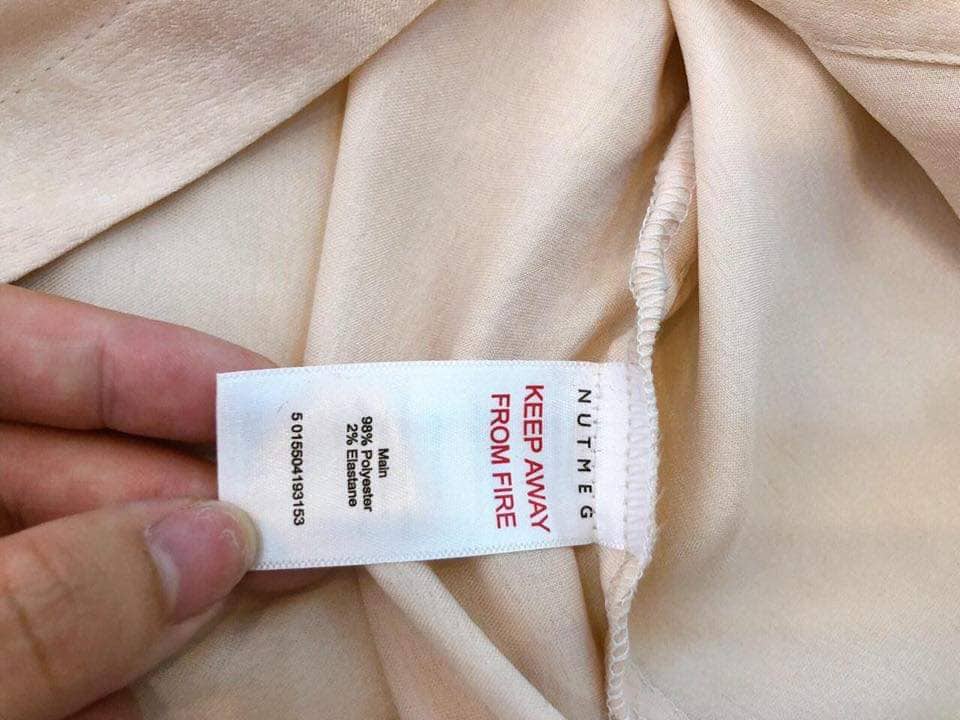 NUTMEG
KEEP AWAY
FROM FIRE
Main
98% Polyester
2% Elastane
5 015504193153